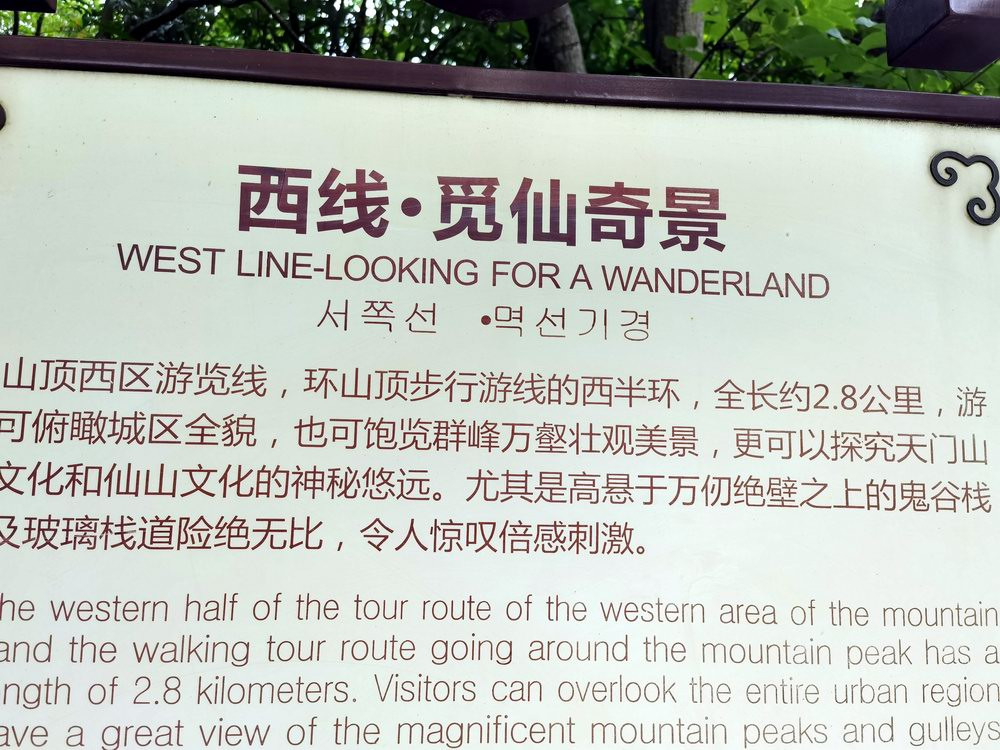 西线·觅仙奇景
WEST LINE-LOOKING FOR A WANDERLAND
서쪽선 •멱선기경
山顶西区游览线，环山顶步行游线的西半环，全长约2.8公里，游
可俯瞰城区全貌，也可饱览群峰万壑壮观美景，更可以探究天门山
文化和仙山文化的神秘悠远。尤其是高悬于万仞绝壁之上的鬼谷栈
及玻璃栈道险绝无比，令人惊叹倍感刺激。
he western half of the tour route of the western area of the mountain
and the walking tour route going around the mountain peak has a
ngth of 2.8 kilometers. Visitors can overlook the entire urban region
ave a great view of the magnificent mountain peaks and gulleys